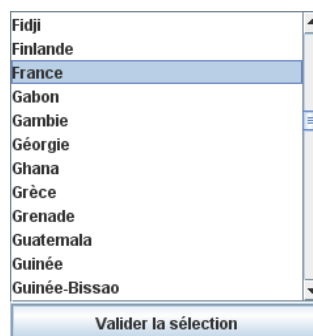 Fidji
Finlande
France
Gabon
Gambie
Géorgie
Ghana
Grèce
Grenade
Guatemala
Guinée
Guinée-Bissao
Valider la sélection